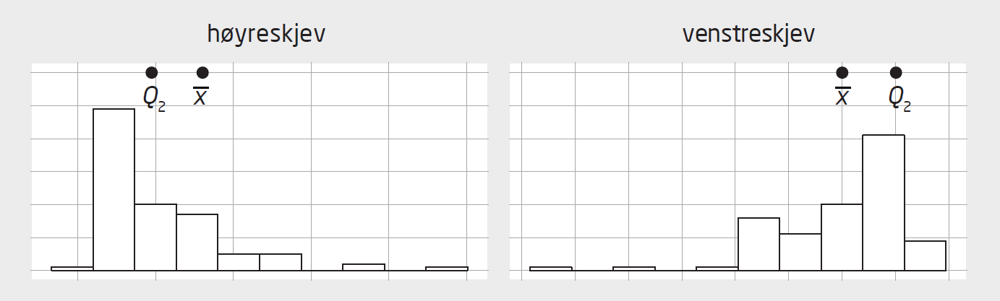 høyreskjev
venstreskjev
Q₂
x̅
x̅
Q₂